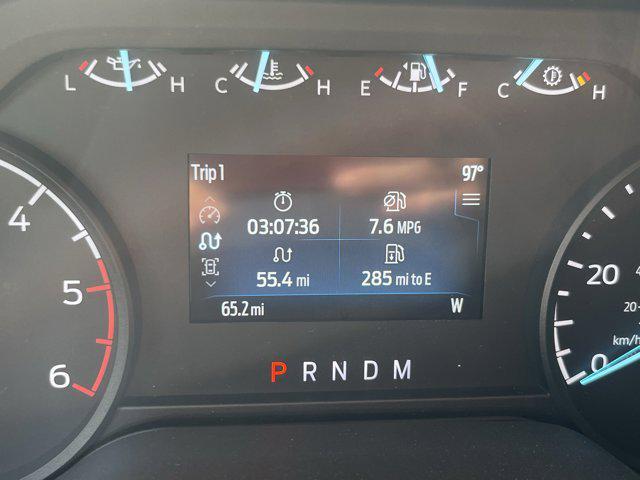 L H C H E F C H
Trip 1 97°
03:07:36 7.6 MPG
55.4 mi 285 mi to E
65.2 mi W
P R N D M
4
5
6
20
0
20
km/h